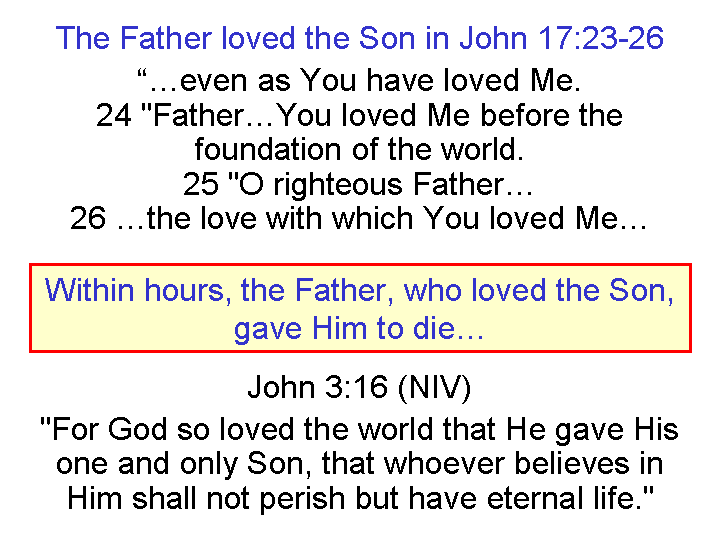 The Father loved the Son in John 17:23-26
“…even as You have loved Me.
24 "Father…You loved Me before the
foundation of the world.
25 "O righteous Father…
26 …the love with which You loved Me…
Within hours, the Father, who loved the Son,
gave Him to die…
John 3:16 (NIV)
"For God so loved the world that He gave His
one and only Son, that whoever believes in
Him shall not perish but have eternal life."